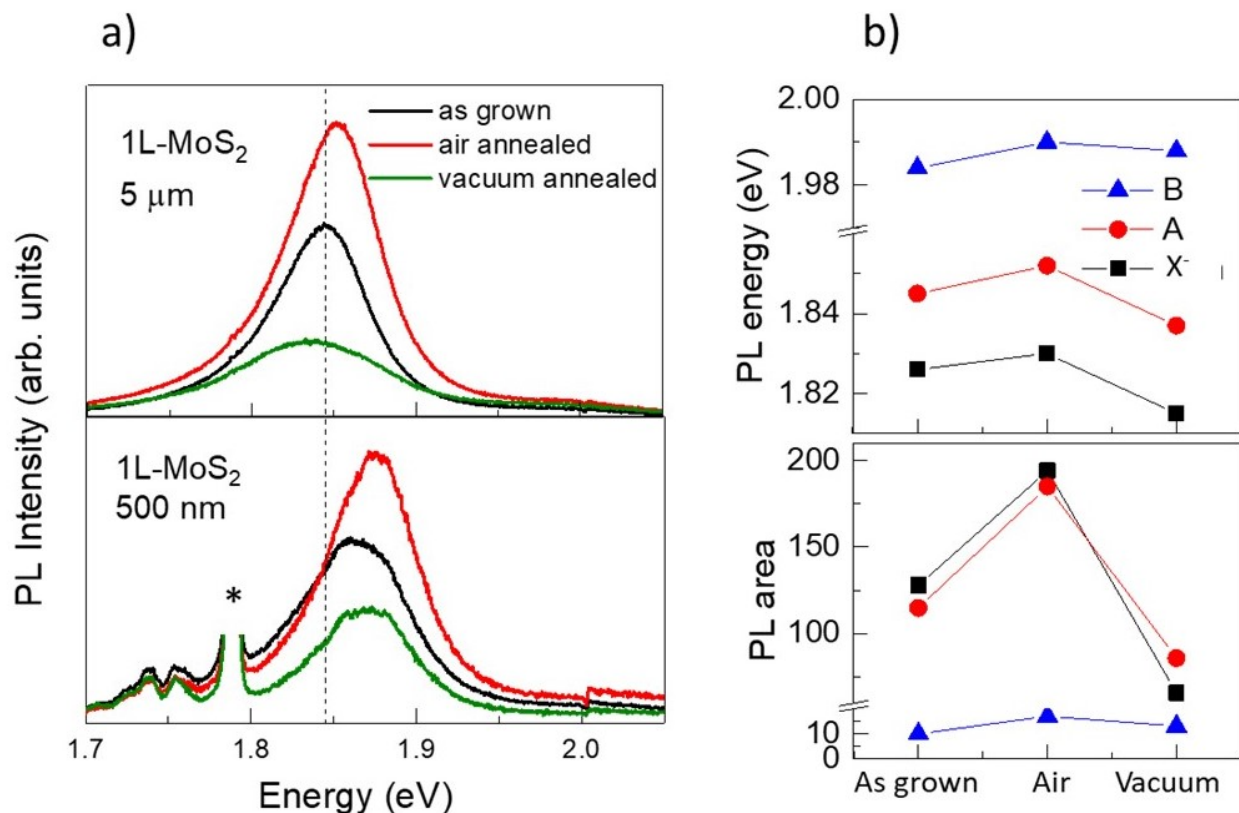 a)
1L-MoS₂
5 μm
as grown
air annealed
vacuum annealed
1L-MoS₂
500 nm
*
PL Intensity (arb. units)
1.7 1.8 1.9 2.0
Energy (eV)
b)
2.00
1.98
1.84
1.82
PL energy (eV)
B
A
X⁻
200
150
100
10
0
PL area
As grown Air Vacuum